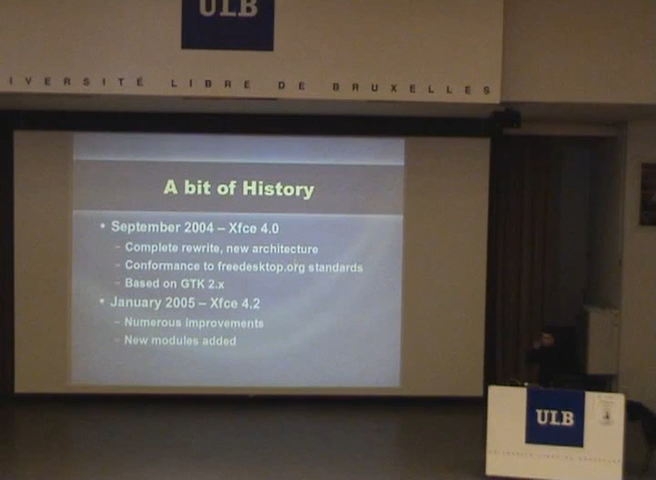 ULB
IVERSITÉ LIBRE DE BRUXELLES
A bit of History
• September 2004 – Xfce 4.0
– Complete rewrite, new architecture
– Conformance to freedesktop.org standards
– Based on GTK 2.x
• January 2005 – Xfce 4.2
– Numerous improvements
– New modules added
ULB